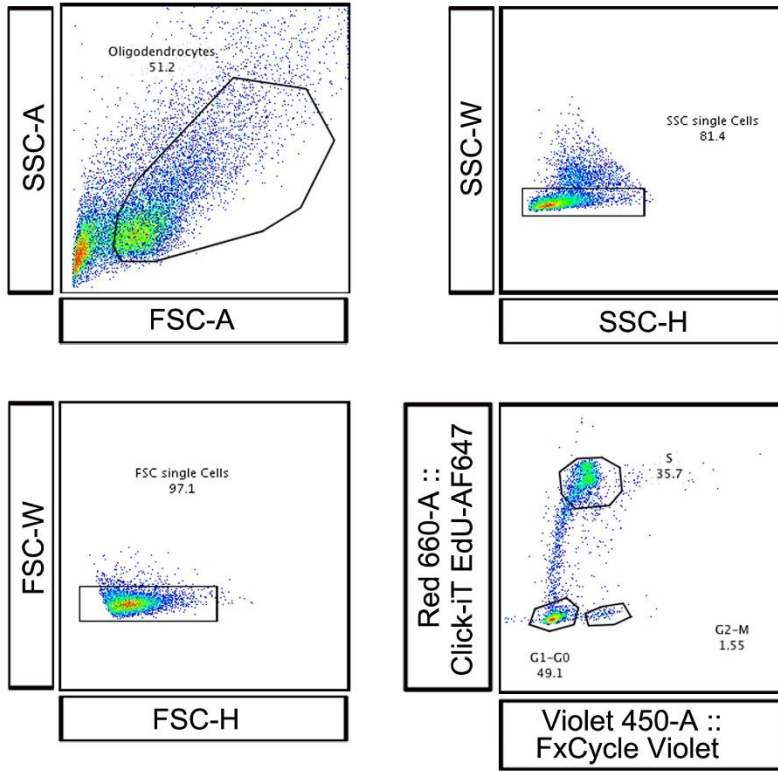 SSC-A
Oligodendrocytes
51.2
FSC-A
SSC-W
SSC single Cells
81.4
SSC-H
FSC-W
FSC single Cells
97.1
FSC-H
Red 660-A ::
Click-iT EdU-AF647
S
35.7
G2-M
1.55
G1-G0
49.1
Violet 450-A ::
FxCycle Violet